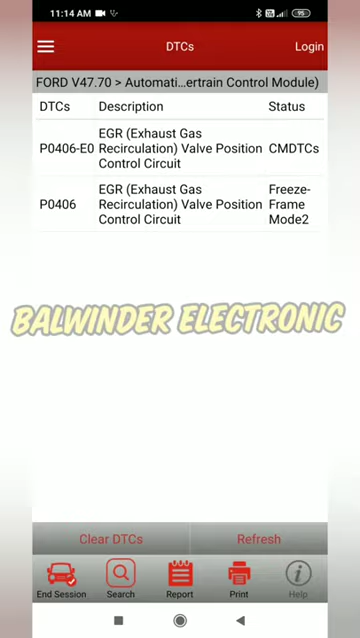 11:14 AM
95
DTCs
Login
FORD V47.70 > Automati...ertrain Control Module)
DTCs Description Status
P0406-E0 EGR (Exhaust Gas Recirculation) Valve Position Control Circuit CMDTCs
P0406 EGR (Exhaust Gas Recirculation) Valve Position Control Circuit Freeze-Frame Mode2
BALWINDER ELECTRONIC
Clear DTCs Refresh
End Session Search Report Print Help